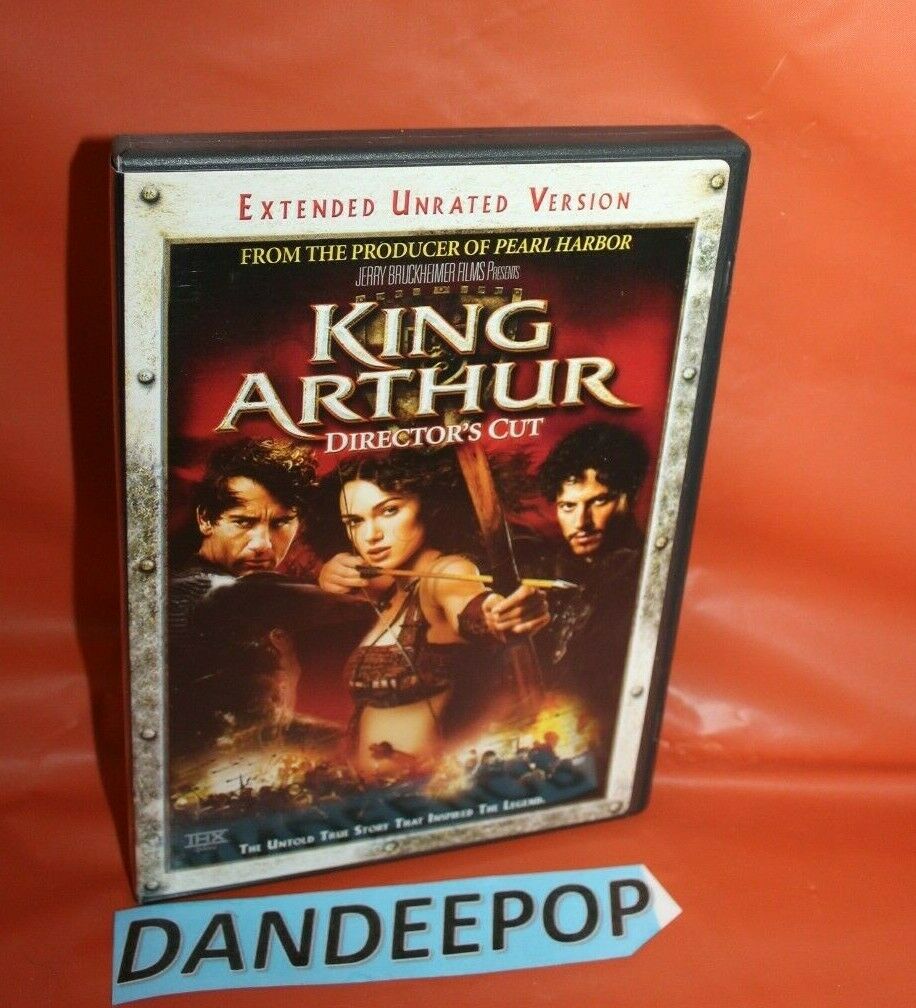 EXTENDED UNRATED VERSION
FROM THE PRODUCER OF PEARL HARBOR
JERRY BRUCKHEIMER FILMS PRESENTS
KING
ARTHUR
DIRECTOR'S CUT
THE UNTOLD TRUE STORY THAT INSPIRED THE LEGEND.
THX
DANDEEPOP